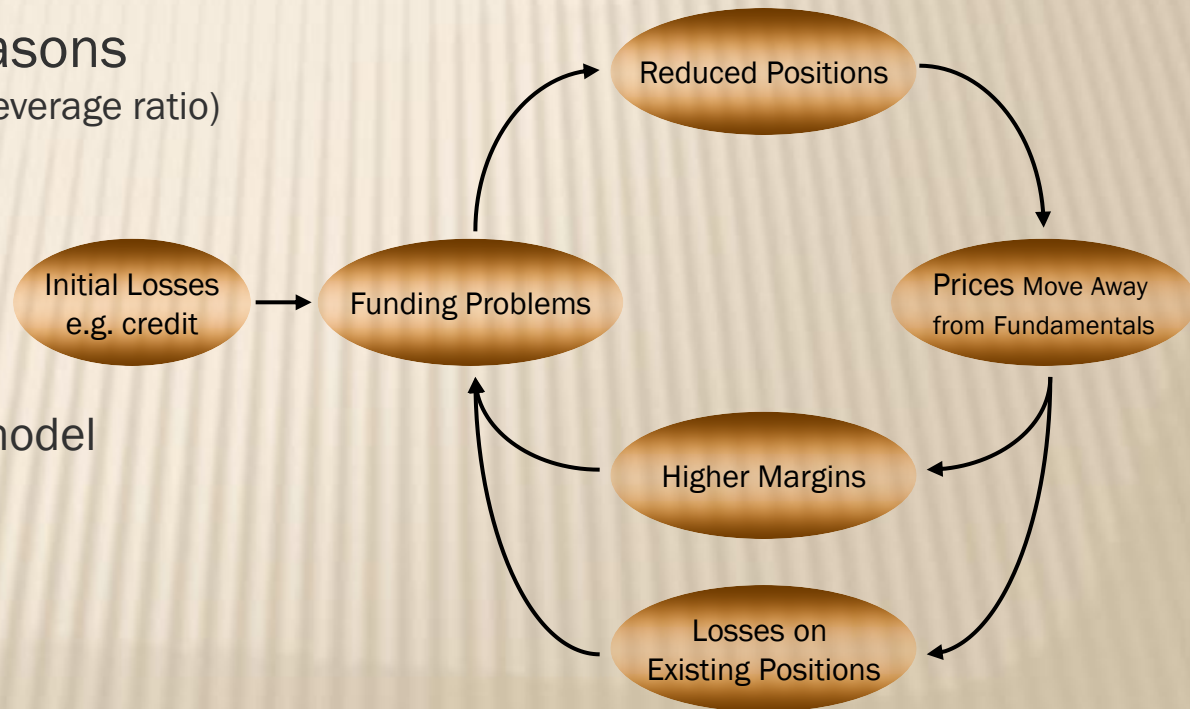 asons
everage ratio)
Reduced Positions
Initial Losses
e.g. credit
Funding Problems
Prices Move Away
from Fundamentals
nodel
Higher Margins
Losses on
Existing Positions